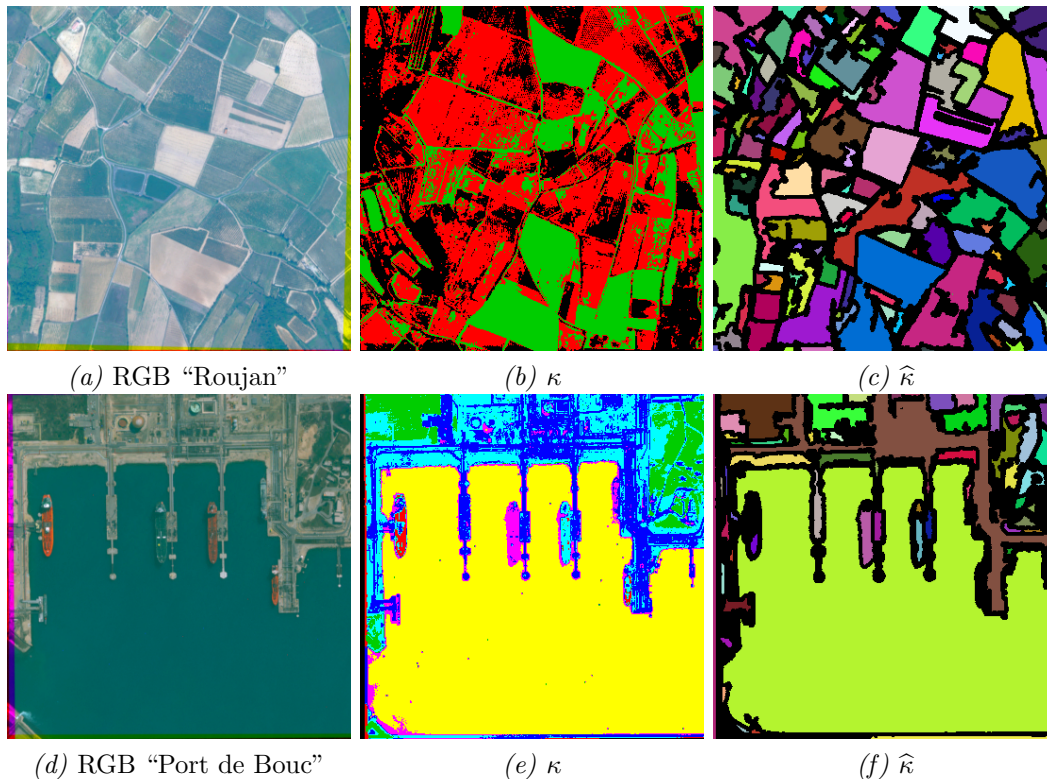 (a) RGB “Roujan”
(b) κ
(c) κ̂
(d) RGB “Port de Bouc”
(e) κ
(f) κ̂